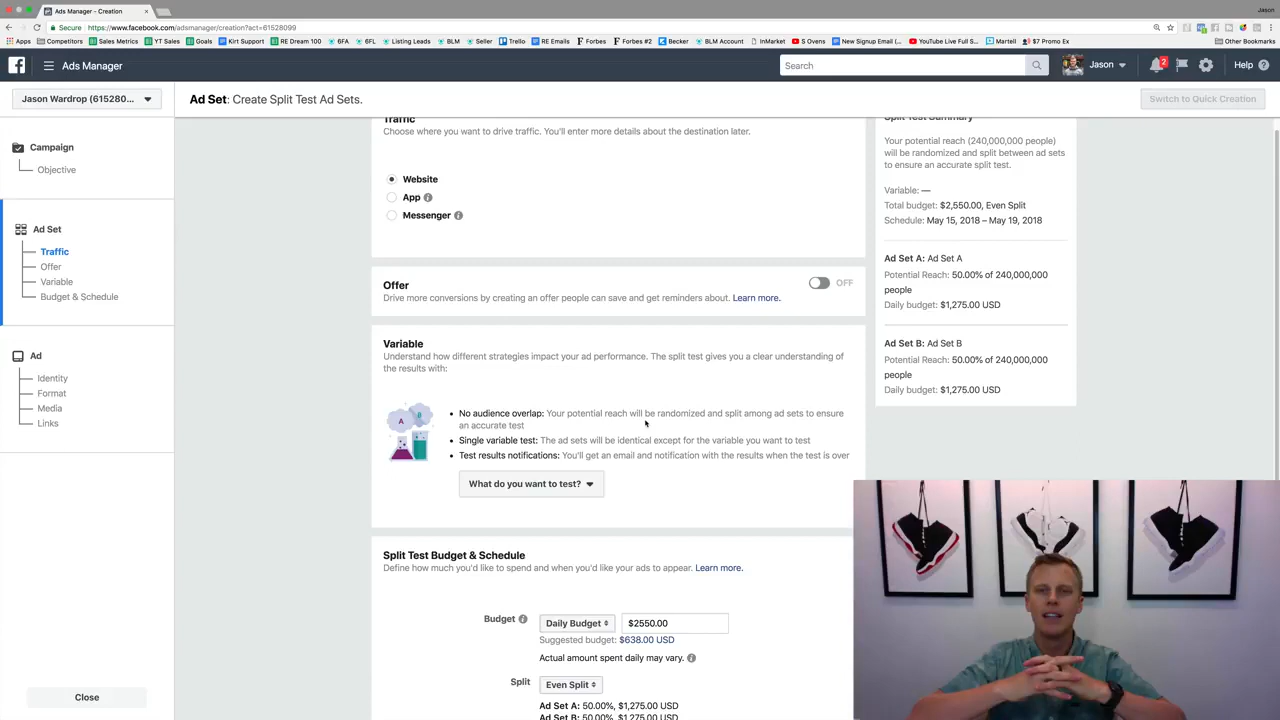 Ads Manager - Creation
Jason
Secure
https://www.facebook.com/adsmanager/creation?act=61528099
Apps
Competitors
Sales Metrics
YT Sales
Goals
Kirt Support
RE Dream 100
6FA
6FL
Listing Leads
BLM
Seller
Trello
RE Emails
Forbes
Forbes #2
Becker
BLM Account
InMarket
S Ovens
New Signup Email (...
YouTube Live Full S...
Martell
$7 Promo Ex
Other Bookmarks
Ads Manager
Search
Jason
2
Help
Jason Wardrop (615280...
Ad Set: Create Split Test Ad Sets.
Switch to Quick Creation
Campaign
Objective
Ad Set
Traffic
Offer
Variable
Budget & Schedule
Ad
Identity
Format
Media
Links
Close
Traffic
Choose where you want to drive traffic. You'll enter more details about the destination later.
Website
App
Messenger
Offer
OFF
Drive more conversions by creating an offer people can save and get reminders about. Learn more.
Variable
Understand how different strategies impact your ad performance. The split test gives you a clear understanding of
the results with:
A
B
No audience overlap: Your potential reach will be randomized and split among ad sets to ensure
an accurate test
Single variable test: The ad sets will be identical except for the variable you want to test
Test results notifications: You'll get an email and notification with the results when the test is over
What do you want to test?
Split Test Budget & Schedule
Define how much you'd like to spend and when you'd like your ads to appear. Learn more.
Budget
Daily Budget
$2550.00
Suggested budget: $638.00 USD
Actual amount spent daily may vary.
Split
Even Split
Ad Set A: 50.00%, $1,275.00 USD
Ad Set B: 50.00%, $1,275.00 USD
Split Test Summary
Your potential reach (240,000,000 people)
will be randomized and split between ad sets
to ensure an accurate split test.
Variable: —
Total budget: $2,550.00, Even Split
Schedule: May 15, 2018 – May 19, 2018
Ad Set A: Ad Set A
Potential Reach: 50.00% of 240,000,000
people
Daily budget: $1,275.00 USD
Ad Set B: Ad Set B
Potential Reach: 50.00% of 240,000,000
people
Daily budget: $1,275.00 USD